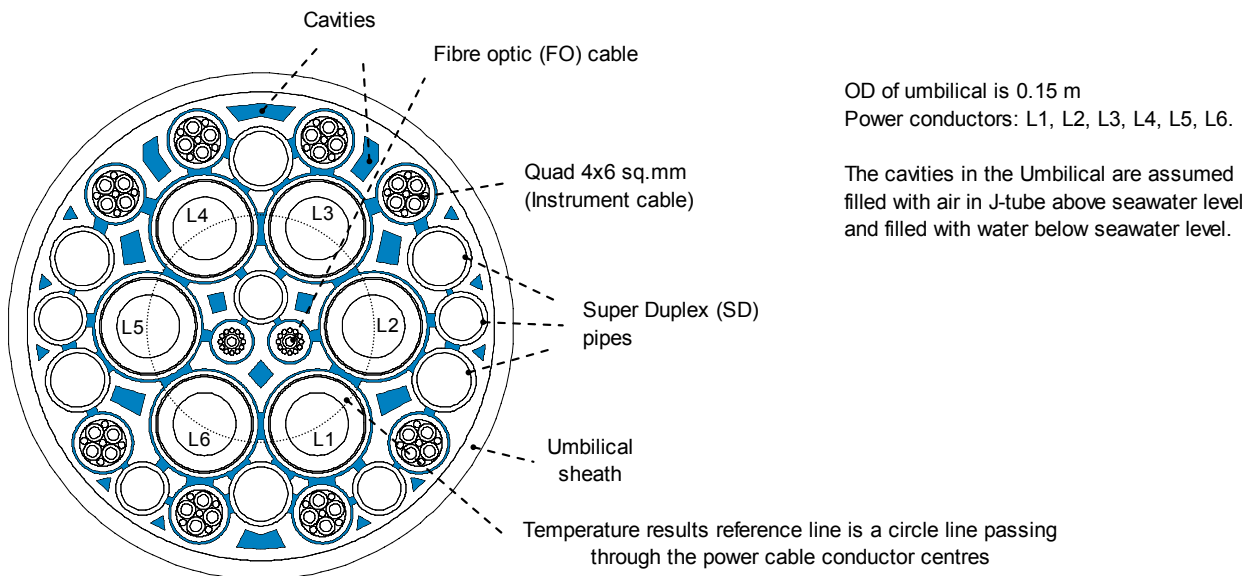 Cavities
Fibre optic (FO) cable
OD of umbilical is 0.15 m
Power conductors: L1, L2, L3, L4, L5, L6.
The cavities in the Umbilical are assumed
filled with air in J-tube above seawater level
and filled with water below seawater level.
Quad 4x6 sq.mm
(Instrument cable)
L4
L3
L5
L2
Super Duplex (SD)
pipes
L6
L1
Umbilical
sheath
Temperature results reference line is a circle line passing
through the power cable conductor centres